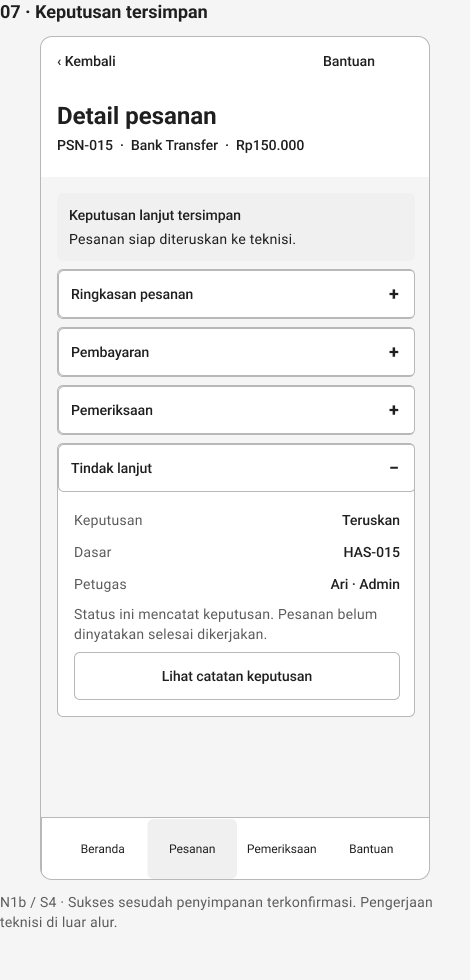 07 · Keputusan tersimpan
‹ Kembali
Bantuan
Detail pesanan
PSN-015 · Bank Transfer · Rp150.000
Keputusan lanjut tersimpan
Pesanan siap diteruskan ke teknisi.
Ringkasan pesanan +
Pembayaran +
Pemeriksaan +
Tindak lanjut −
Keputusan Teruskan
Dasar HAS-015
Petugas Ari · Admin
Status ini mencatat keputusan. Pesanan belum
dinyatakan selesai dikerjakan.
Lihat catatan keputusan
Beranda Pesanan Pemeriksaan Bantuan
N1b / S4 · Sukses sesudah penyimpanan terkonfirmasi. Pengerjaan
teknisi di luar alur.